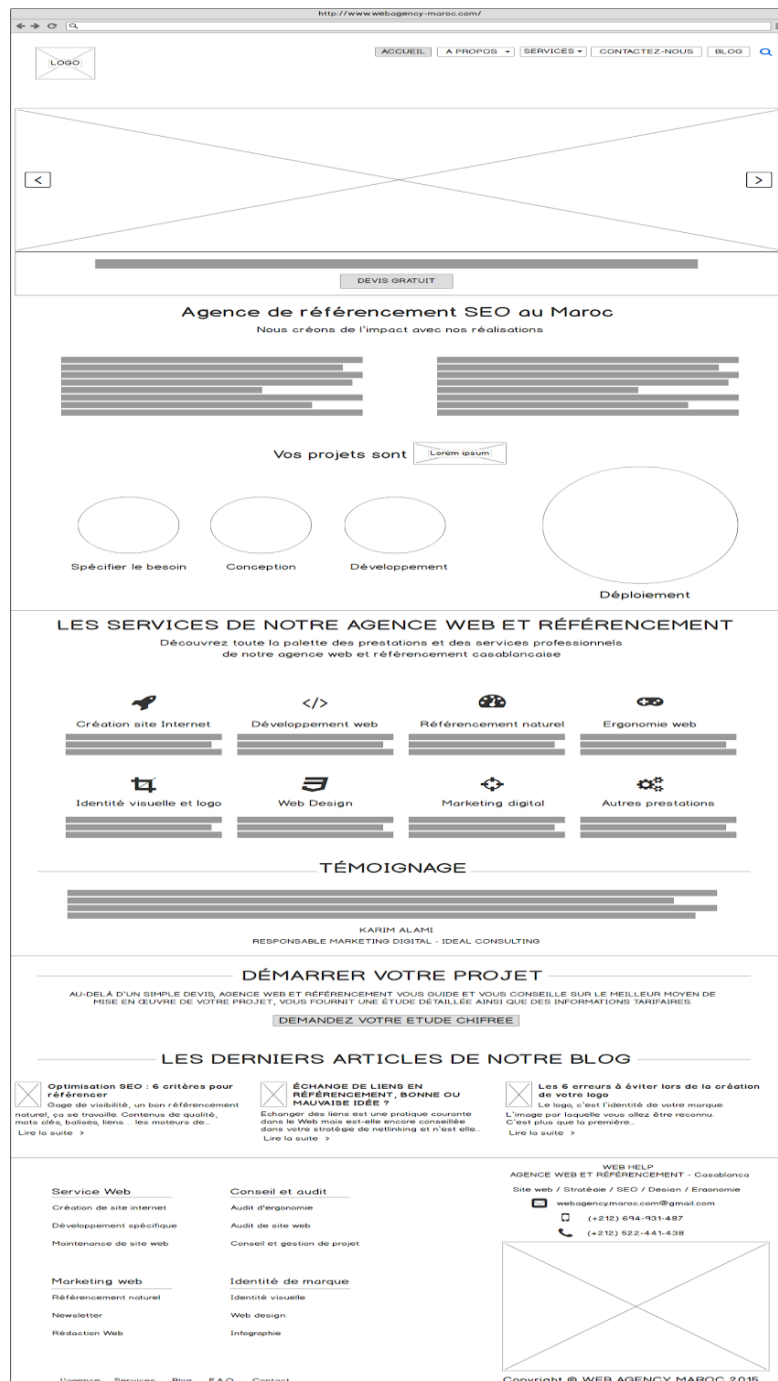 http://www.webagency-maroc.com/
LOGO
ACCUEIL A PROPOS SERVICES CONTACTEZ-NOUS BLOG
< >
DEVIS GRATUIT
Agence de référencement SEO au Maroc
Nous créons de l'impact avec nos réalisations
Vos projets sont Lorem ipsum
Spécifier le besoin Conception Développement
Déploiement
LES SERVICES DE NOTRE AGENCE WEB ET RÉFÉRENCEMENT
Découvrez toute la palette des prestations et des services professionnels
de notre agence web et référencement casablancaise
</>
Création site Internet Développement web Référencement naturel Ergonomie web
Identité visuelle et logo Web Design Marketing digital Autres prestations
TÉMOIGNAGE
KARIM ALAMI
RESPONSABLE MARKETING DIGITAL - IDEAL CONSULTING
DÉMARRER VOTRE PROJET
AU-DELÀ D'UN SIMPLE DEVIS, AGENCE WEB ET RÉFÉRENCEMENT VOUS GUIDE ET VOUS CONSEILLE SUR LE MEILLEUR MOYEN DE
MISE EN ŒUVRE DE VOTRE PROJET, VOUS FOURNIT UNE ÉTUDE DÉTAILLÉE AINSI QUE DES INFORMATIONS TARIFAIRES.
DEMANDEZ VOTRE ETUDE CHIFREE
LES DERNIERS ARTICLES DE NOTRE BLOG
Optimisation SEO : 6 critères pour
référencer
Gage de visibilité, un bon référencement
naturel, ça se travaille. Contenus de qualité,
mots clés, balises, liens... les moteurs de...
Lire la suite >
ÉCHANGE DE LIENS EN
RÉFÉRENCEMENT, BONNE OU
MAUVAISE IDÉE ?
Echanger des liens est une pratique courante
dans le Web mais est-elle encore conseillée
dans votre stratégie de netlinking et n'est elle...
Lire la suite >
Les 6 erreurs à éviter lors de la création
de votre logo
Le logo, c'est l'identité de votre marque.
L'image par laquelle vous allez être reconnu.
C'est plus que la première...
Lire la suite >
Service Web
Création de site internet
Développement spécifique
Maintenance de site web
Conseil et audit
Audit d'ergonomie
Audit de site web
Conseil et gestion de projet
Marketing web
Référencement naturel
Newsletter
Rédaction Web
Identité de marque
Identité visuelle
Web design
Infographie
WEB HELP
AGENCE WEB ET RÉFÉRENCEMENT - Casablanca
Site web / Stratégie / SEO / Design / Ergonomie
webagency.maroc.com@gmail.com
(+212) 694-931-487
(+212) 522-441-438
L'agence Services Blog F.A.Q Contact
Copyright © WEB AGENCY MAROC 2015